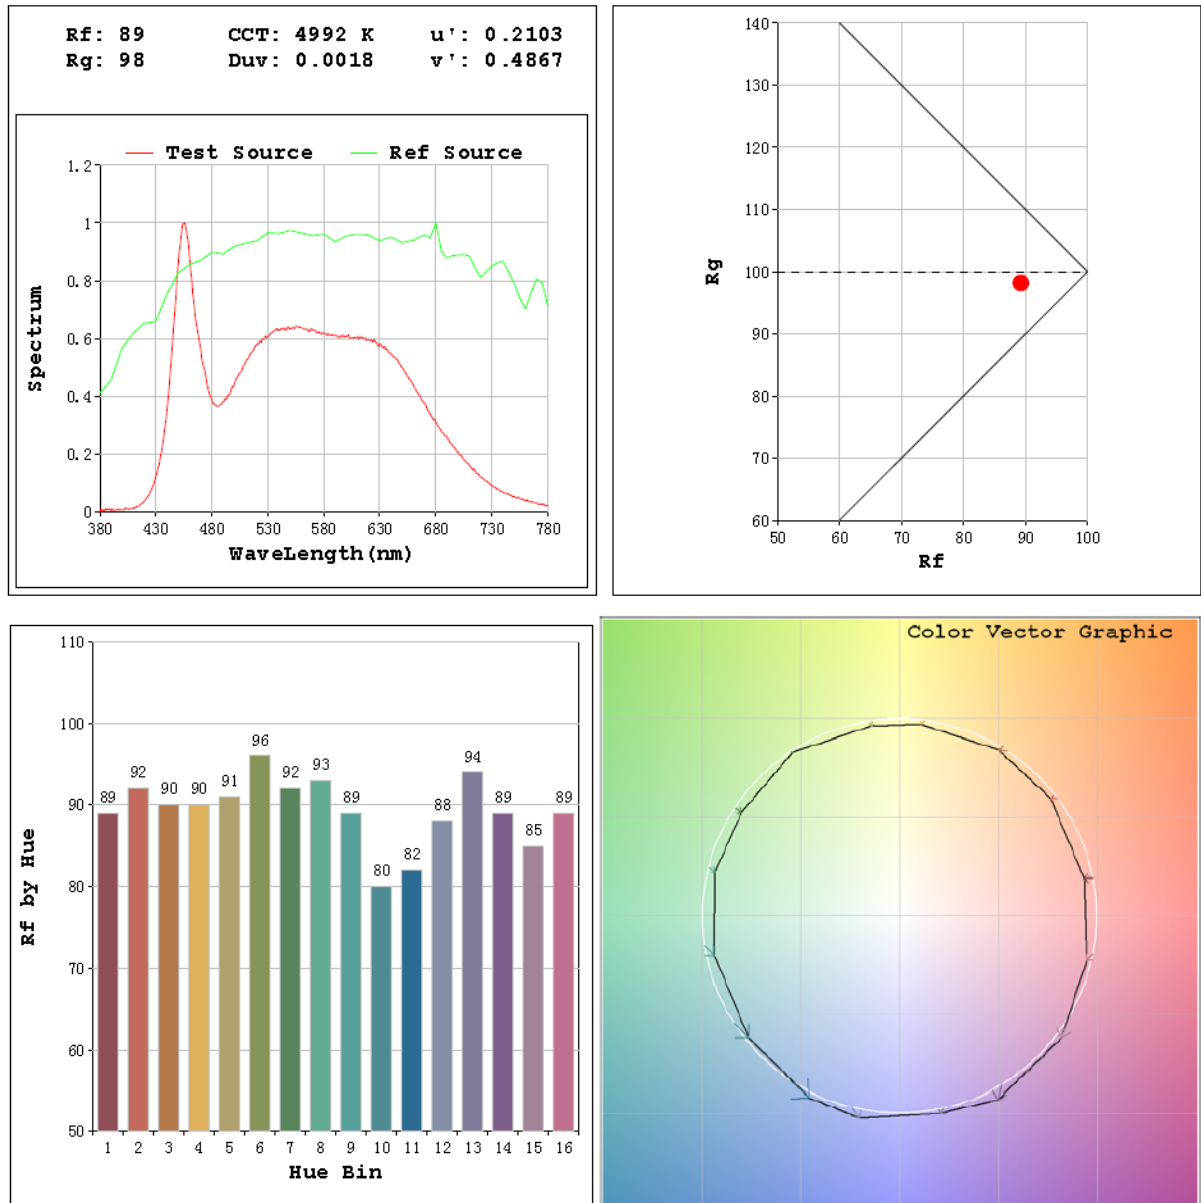 Rf: 89 CCT: 4992 K u': 0.2103
Rg: 98 Duv: 0.0018 v': 0.4867
Test Source Ref Source
1.2
1
0.8
0.6
0.4
0.2
0
Spectrum
380 430 480 530 580 630 680 730 780
WaveLength(nm)
140
130
120
110
100
90
80
70
60
Rg
50 60 70 80 90 100
Rf
110
100
90
80
70
60
50
Rf by Hue
89 92 90 90 91 96 92 93 89 80 82 88 94 89 85 89
1 2 3 4 5 6 7 8 9 10 11 12 13 14 15 16
Hue Bin
Color Vector Graphic